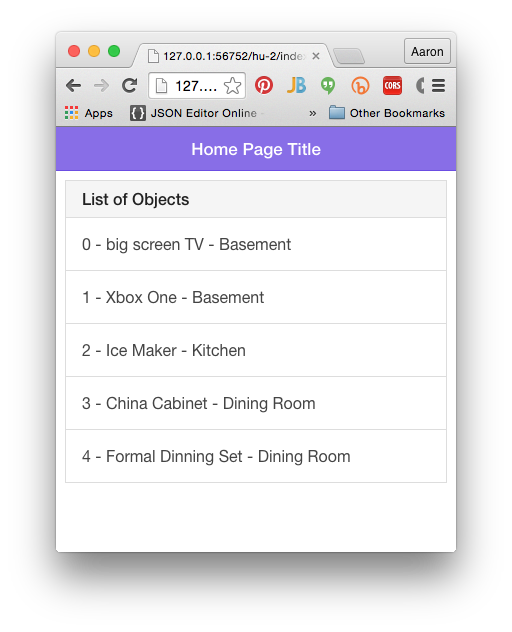 127.0.0.1:56752/hu-2/inde
Aaron
127....
JB
CORS
Apps
JSON Editor Online
»
Other Bookmarks
Home Page Title
List of Objects
0 - big screen TV - Basement
1 - Xbox One - Basement
2 - Ice Maker - Kitchen
3 - China Cabinet - Dining Room
4 - Formal Dinning Set - Dining Room